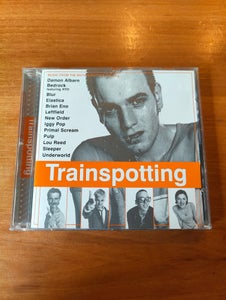 MUSIC FROM THE MOTION PICTURE
Damon Albarn
Bedrock
featuring KYO
Blur
Elastica
Brian Eno
Leftfield
New Order
Iggy Pop
Primal Scream
Pulp
Lou Reed
Sleeper
Underworld
Trainspotting
Trainspotting